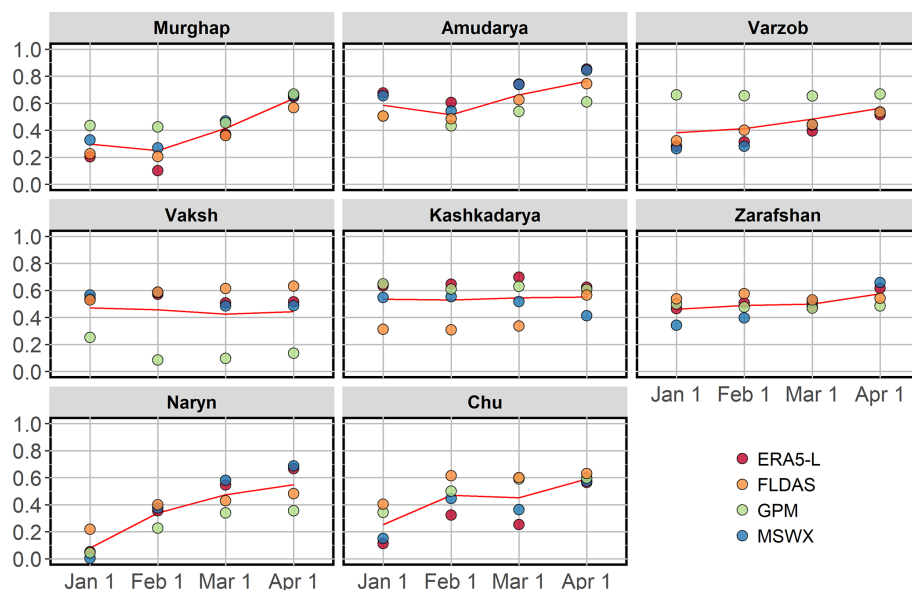 Murghap Amudarya Varzob
1.0
0.8
0.6
0.4
0.2
0.0
Vaksh Kashkadarya Zarafshan
1.0
0.8
0.6
0.4
0.2
0.0
Jan 1 Feb 1 Mar 1 Apr 1
Naryn Chu
1.0
0.8
0.6
0.4
0.2
0.0
ERA5-L
FLDAS
GPM
MSWX
Jan 1 Feb 1 Mar 1 Apr 1 Jan 1 Feb 1 Mar 1 Apr 1